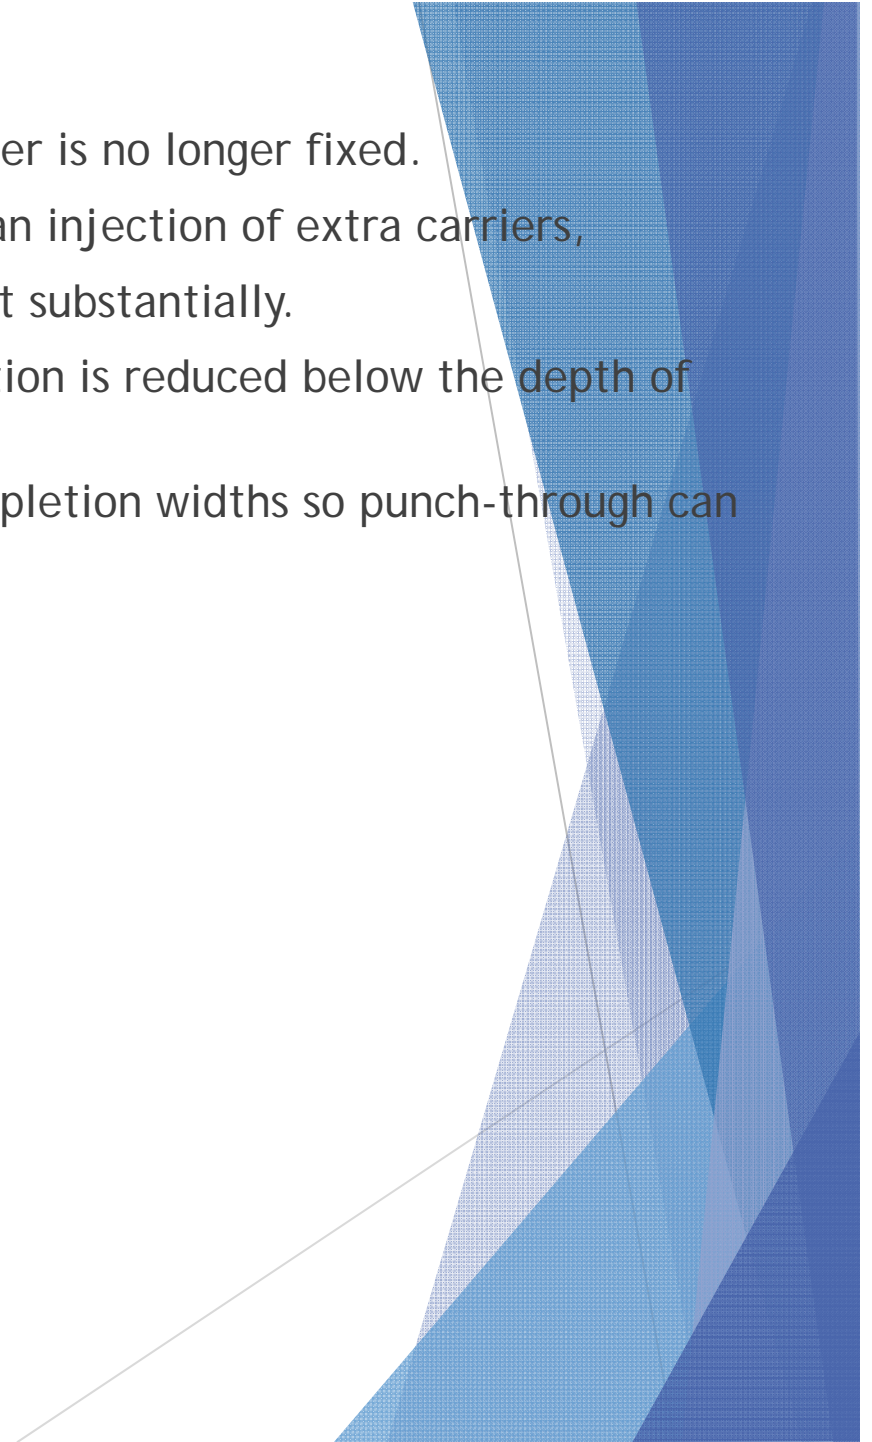 er is no longer fixed.
an injection of extra carriers,
t substantially.
tion is reduced below the depth of
pletion widths so punch-through can